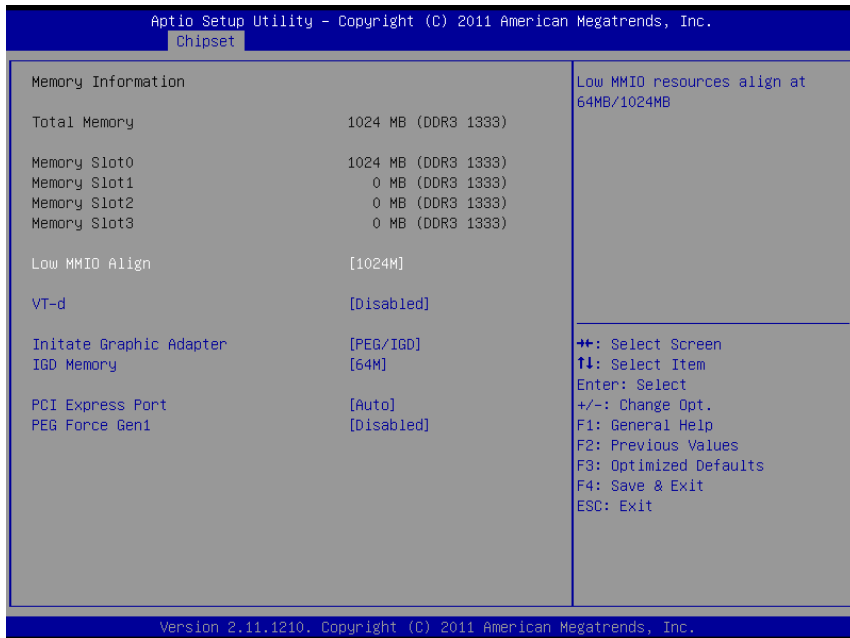 Aptio Setup Utility – Copyright (C) 2011 American Megatrends, Inc.
Chipset
Memory Information
Total Memory 1024 MB (DDR3 1333)
Memory Slot0 1024 MB (DDR3 1333)
Memory Slot1 0 MB (DDR3 1333)
Memory Slot2 0 MB (DDR3 1333)
Memory Slot3 0 MB (DDR3 1333)
Low MMIO Align [1024M]
VT-d [Disabled]
Initate Graphic Adapter [PEG/IGD]
IGD Memory [64M]
PCI Express Port [Auto]
PEG Force Gen1 [Disabled]
Low MMIO resources align at
64MB/1024MB
→←: Select Screen
↑↓: Select Item
Enter: Select
+/-: Change Opt.
F1: General Help
F2: Previous Values
F3: Optimized Defaults
F4: Save & Exit
ESC: Exit
Version 2.11.1210. Copyright (C) 2011 American Megatrends, Inc.